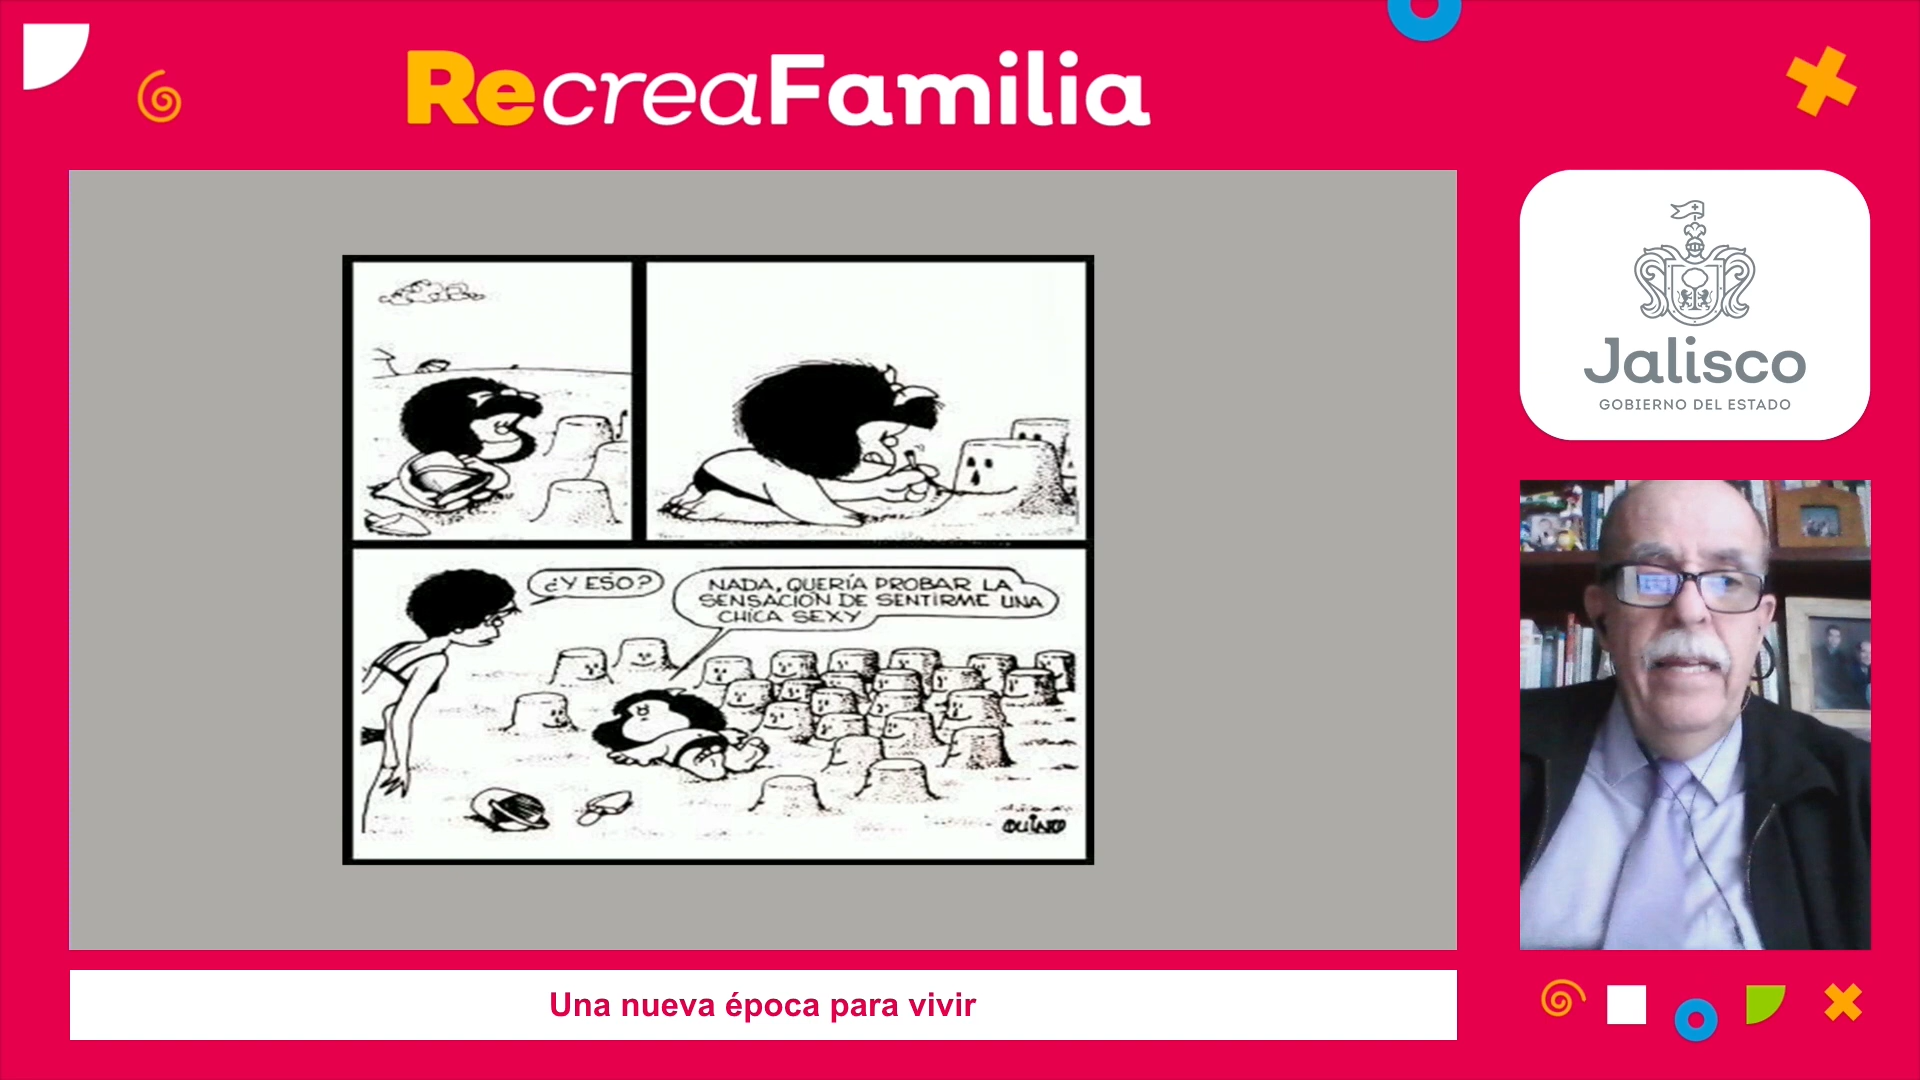 RecreaFamilia
¿Y ESO?
NADA, QUERÍA PROBAR LA
SENSACIÓN DE SENTIRME UNA
CHICA SEXY
QUINO
Jalisco
GOBIERNO DEL ESTADO
Una nueva época para vivir